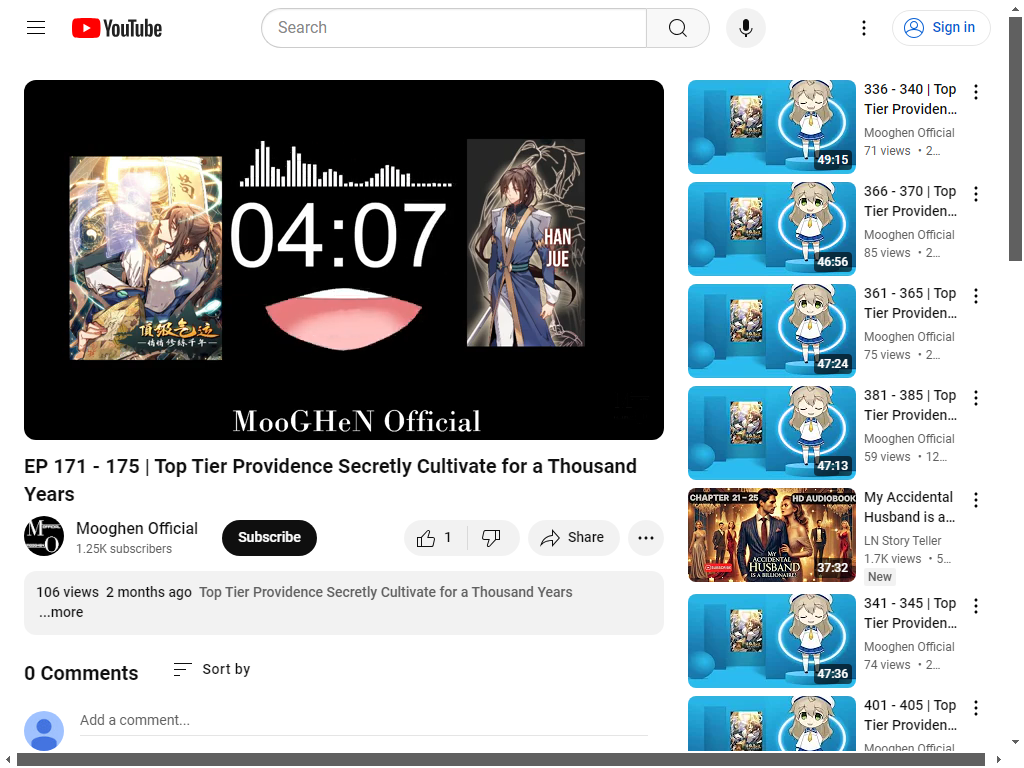 YouTube
Search
Sign in
04:07
HAN
JUE
頂级气运
悄悄修练千年
MooGHeN Official
EP 171 - 175 | Top Tier Providence Secretly Cultivate for a Thousand
Years
Mooghen Official
1.25K subscribers
Subscribe
1
Share
106 views 2 months ago Top Tier Providence Secretly Cultivate for a Thousand Years
...more
0 Comments
Sort by
Add a comment...
336 - 340 | Top
Tier Providen...
Mooghen Official
71 views • 2...
49:15
366 - 370 | Top
Tier Providen...
Mooghen Official
85 views • 2...
46:56
361 - 365 | Top
Tier Providen...
Mooghen Official
75 views • 2...
47:24
381 - 385 | Top
Tier Providen...
Mooghen Official
59 views • 12...
47:13
CHAPTER 21 - 25
HD AUDIOBOOK
MY
ACCIDENTAL
HUSBAND
IS A BILLIONAIRE!
37:32
My Accidental
Husband is a...
LN Story Teller
1.7K views • 5...
New
341 - 345 | Top
Tier Providen...
Mooghen Official
74 views • 2...
47:36
401 - 405 | Top
Tier Providen...
Mooghen Official